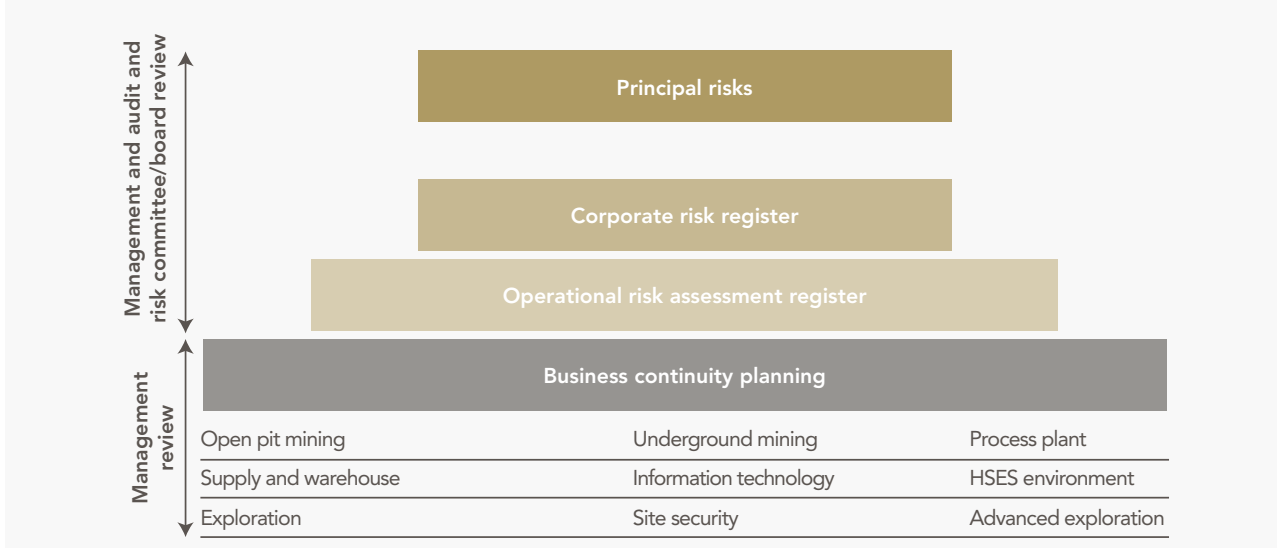 Management and audit and
risk committee/board review
Principal risks
Corporate risk register
Operational risk assessment register
Management
review
Business continuity planning
Open pit mining Underground mining Process plant
Supply and warehouse Information technology HSES environment
Exploration Site security Advanced exploration